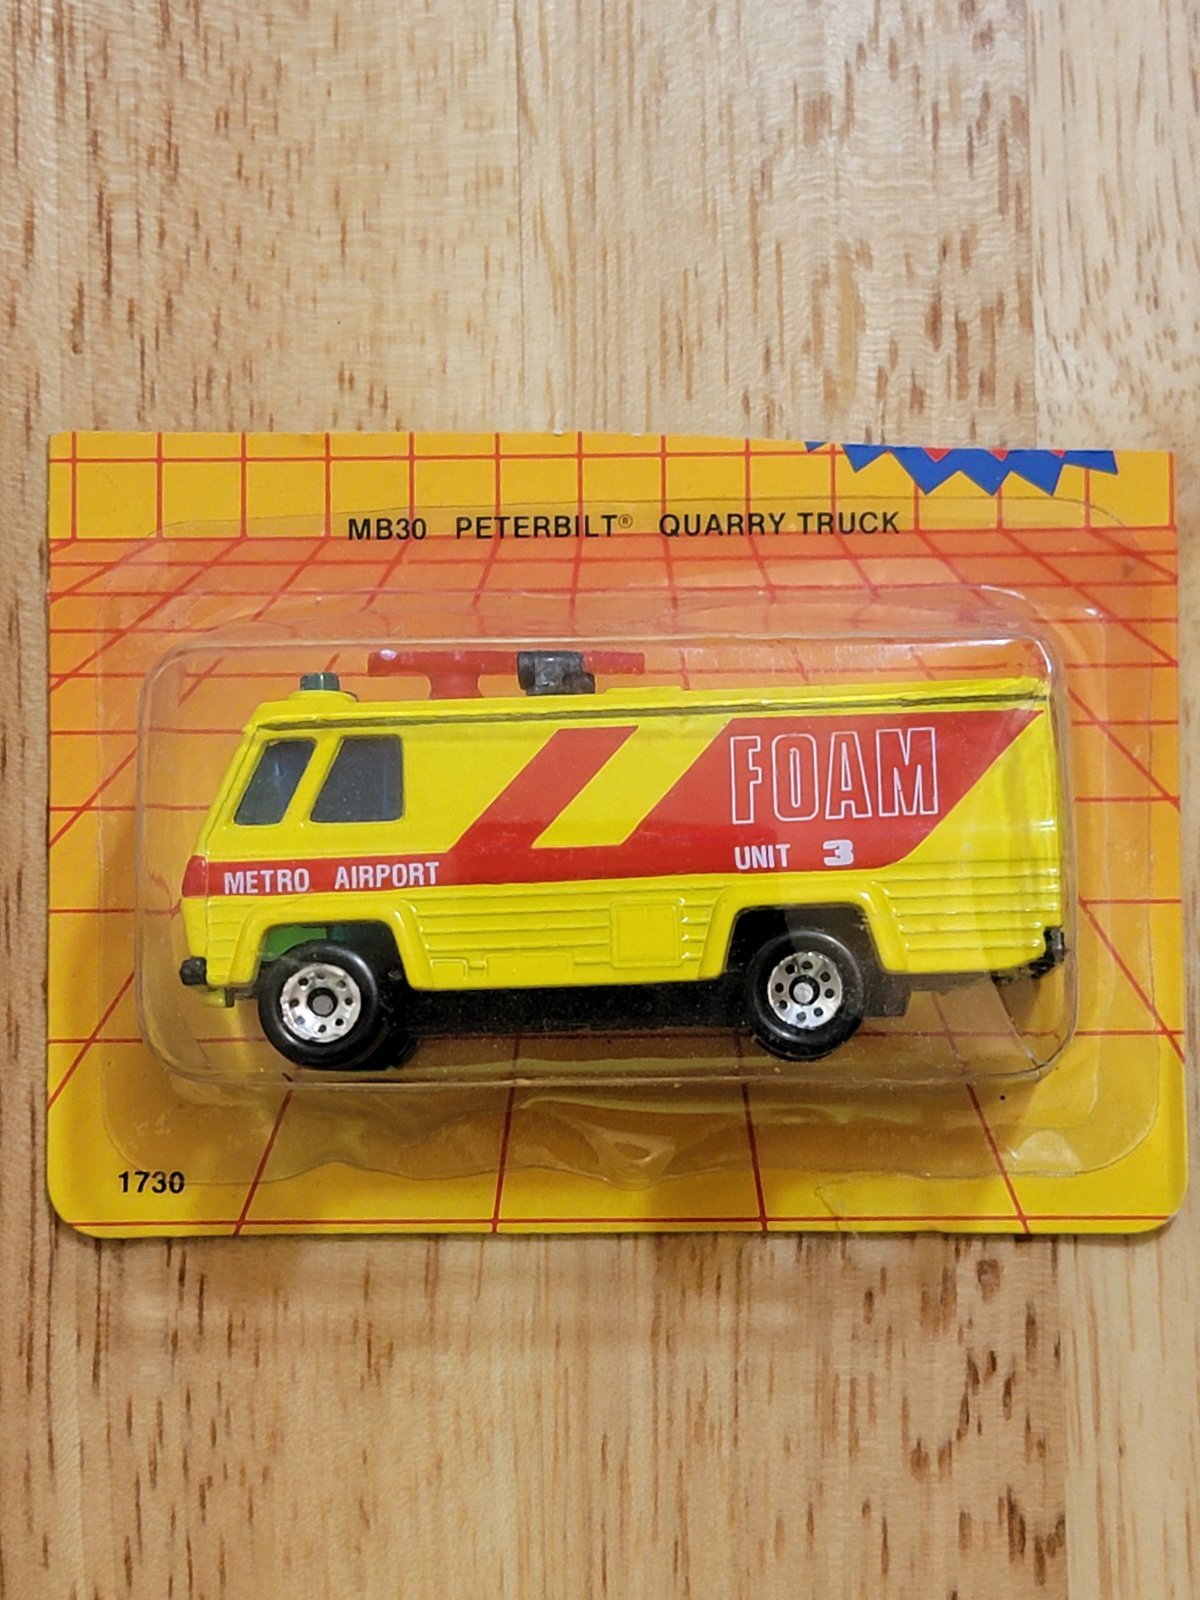 MB30 PETERBILT® QUARRY TRUCK
FOAM
UNIT 3
METRO AIRPORT
1730